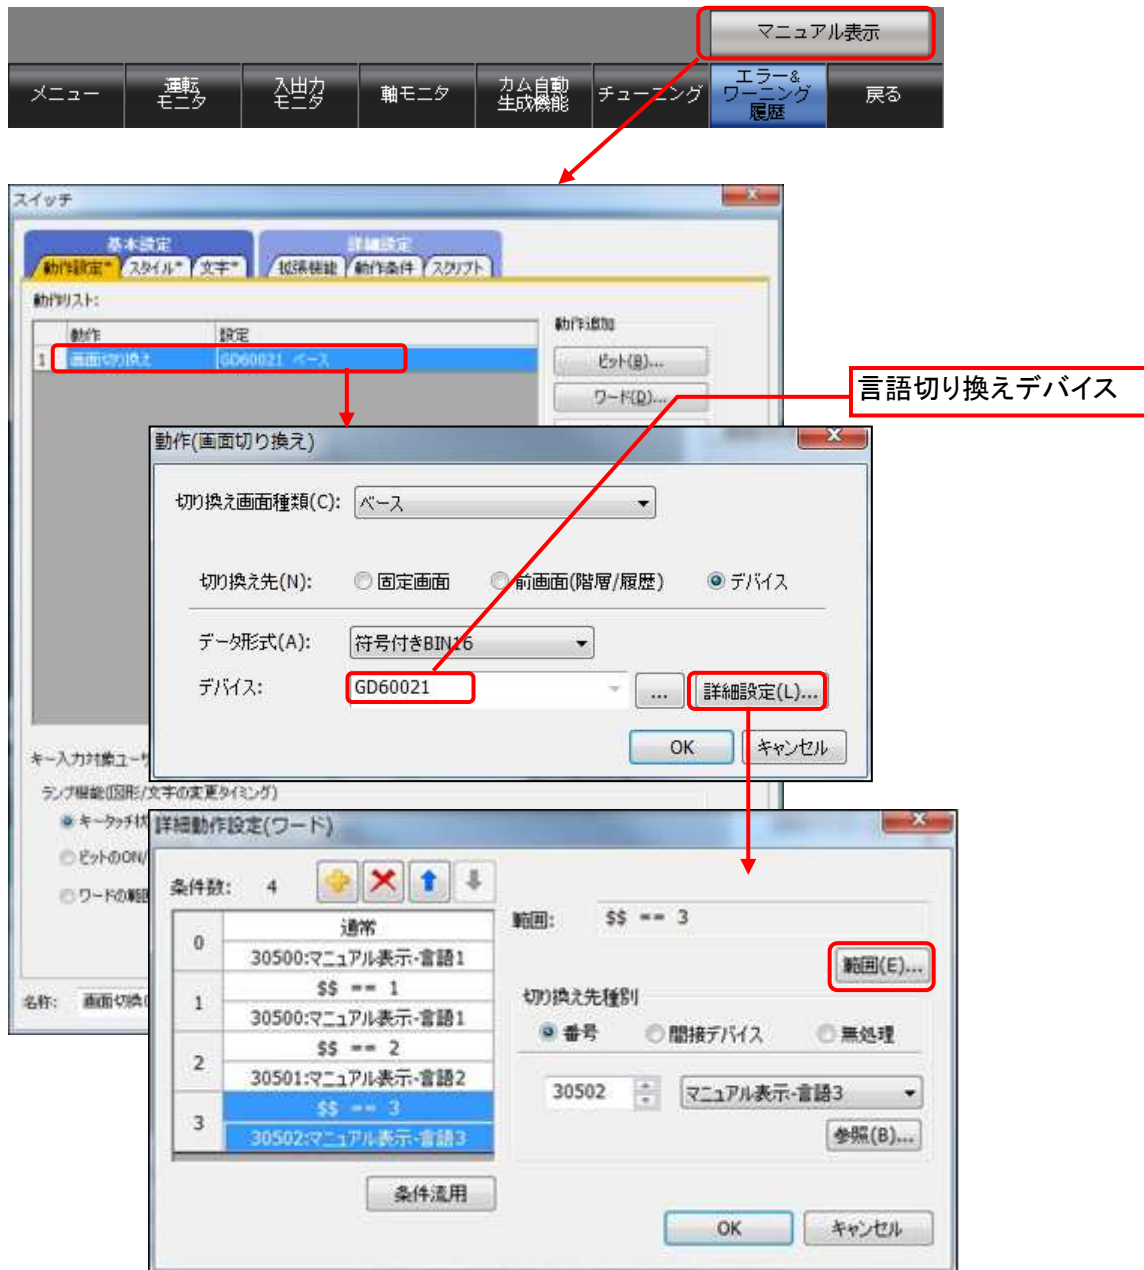 マニュアル表示
メニュー
運転
モニタ
入出力
モニタ
軸モニタ
カム自動
生成機能
チューニング
エラー&
ワーニング
履歴
戻る
スイッチ
基本設定
詳細設定
動作設定*
スタイル*
文字*
拡張機能
動作条件
スクリプト
動作リスト:
動作
設定
1 画面切り換え GD60021 ベース
動作追加
ビット(B)...
ワード(D)...
言語切り換えデバイス
動作(画面切り換え)
切り換え画面種類(C): ベース
切り換え先(N): 固定画面 前画面(階層/履歴) デバイス
データ形式(A): 符号付きBIN16
デバイス: GD60021 ... 詳細設定(L)...
OK キャンセル
キー入力対象ユーザ
ランプ機能(図形/文字の変更タイミング)
キータッチ状
ビットのON/
ワードの範囲
名称: 画面切換
詳細動作設定(ワード)
条件数: 4
0 通常
30500:マニュアル表示-言語1
1 $$ == 1
30500:マニュアル表示-言語1
2 $$ == 2
30501:マニュアル表示-言語2
3 $$ == 3
30502:マニュアル表示-言語3
条件流用
範囲: $$ == 3
範囲(E)...
切り換え先種別
番号 間接デバイス 無処理
30502 マニュアル表示-言語3
参照(B)...
OK キャンセル